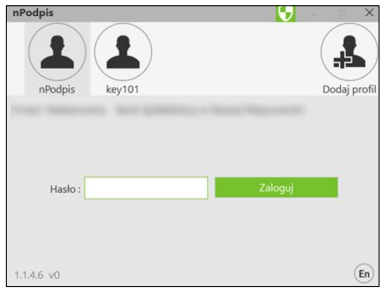 nPodpis
nPodpis key101 Dodaj profil
Hasło :
Zaloguj
1.1.4.6 v0
En